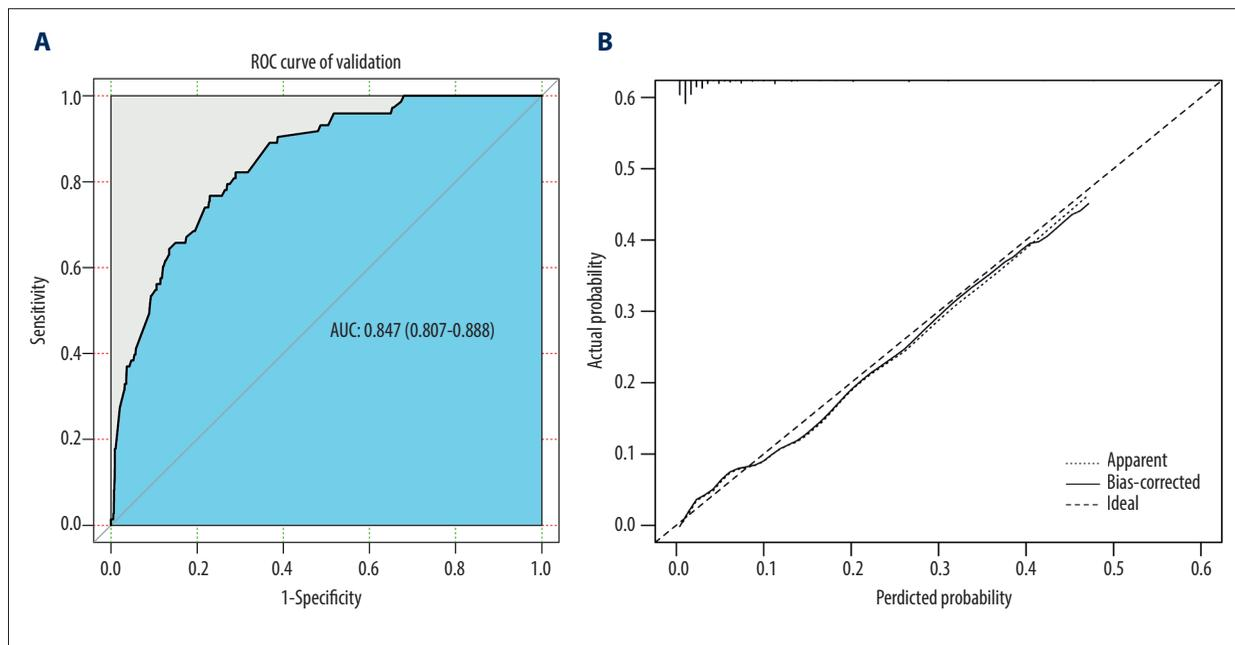 A
ROC curve of validation
1.0
0.8
0.6
0.4
0.2
0.0
Sensitivity
AUC: 0.847 (0.807-0.888)
0.0 0.2 0.4 0.6 0.8 1.0
1-Specificity
B
0.6
0.5
0.4
0.3
0.2
0.1
0.0
Actual probability
Apparent
Bias-corrected
Ideal
0.0 0.1 0.2 0.3 0.4 0.5 0.6
Perdicted probability